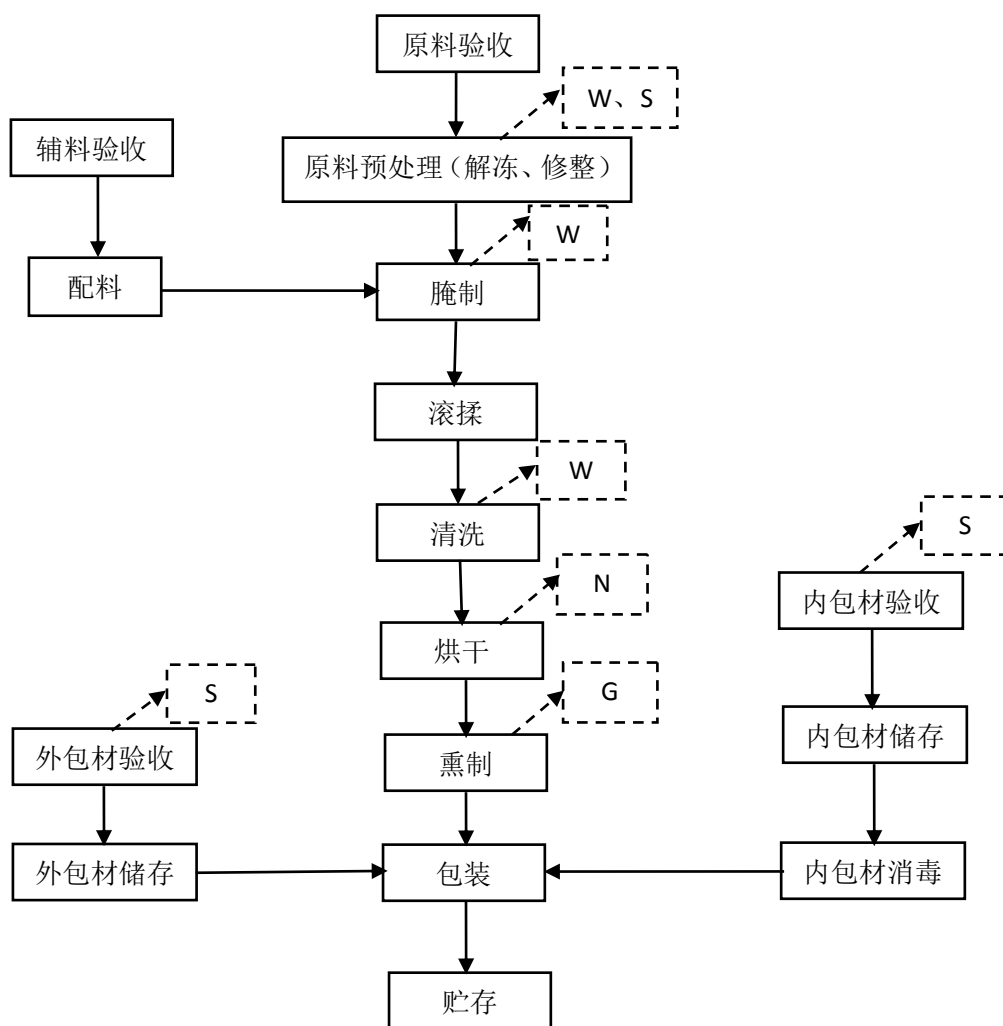 原料验收
W、S
辅料验收
原料预处理（解冻、修整）
W
配料
腌制
滚揉
W
清洗
S
N
内包材验收
烘干
S
G
外包材验收
熏制
内包材储存
外包材储存
包装
内包材消毒
贮存